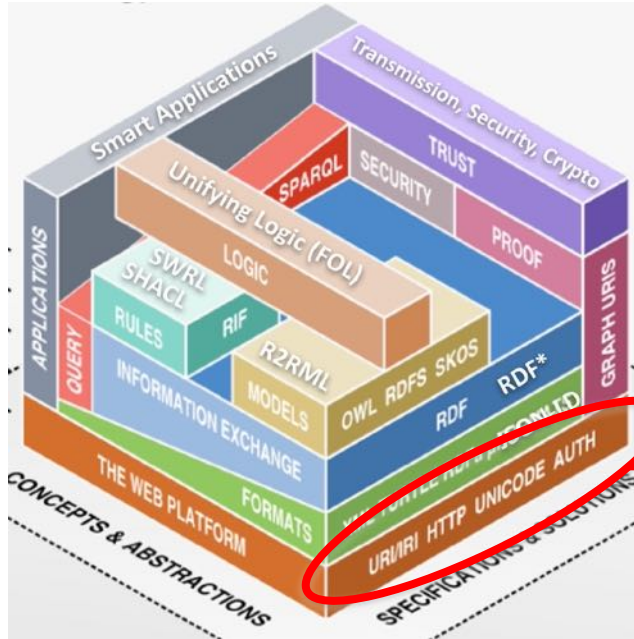 Smart Applications
Transmission, Security, Crypto
TRUST
SPARQL
SECURITY
PROOF
Unifying Logic (FOL)
LOGIC
APPLICATIONS
SWRL
SHACL
RULES
RIF
GRAPH URIS
QUERY
R2RML
MODELS
OWL RDFS SKOS
INFORMATION EXCHANGE
RDF*
RDF
FORMATS
XML TURTLE
THE WEB PLATFORM
URI/IRI HTTP UNICODE AUTH
CONCEPTS & ABSTRACTIONS
SPECIFICATIONS & SOLUTIONS